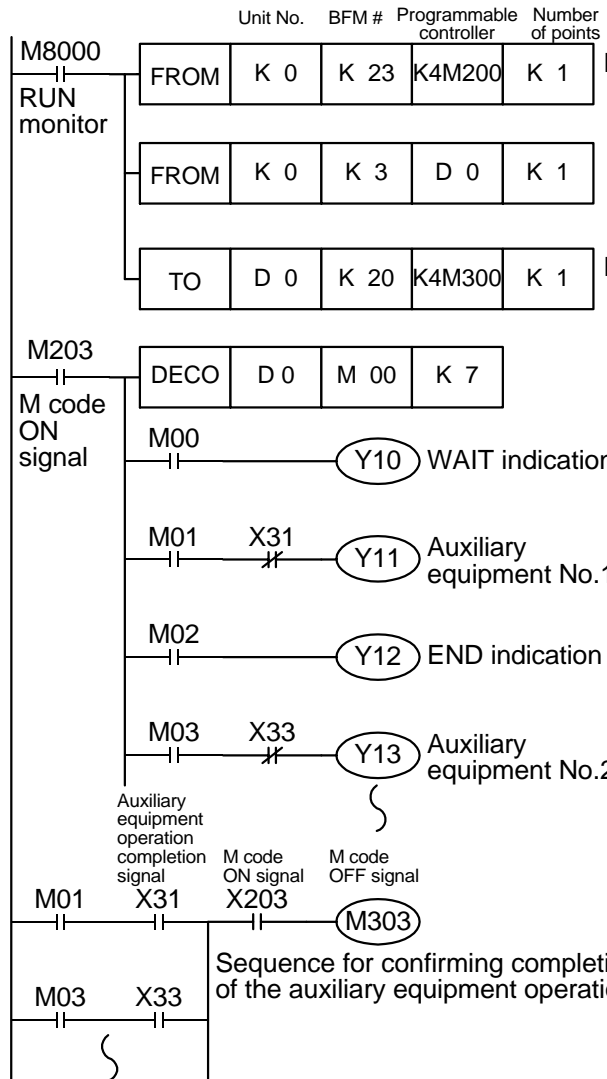 Unit No. BFM # Programmable controller Number of points
M8000
RUN
monitor
FROM K 0 K 23 K4M200 K 1
FROM K 0 K 3 D 0 K 1
TO D 0 K 20 K4M300 K 1
M203
M code
ON
signal
DECO D 0 M 00 K 7
M00
Y10 WAIT indication
M01 X31
Y11 Auxiliary
equipment No.1
M02
Y12 END indication
M03 X33
Y13 Auxiliary
equipment No.2
Auxiliary
equipment
operation
completion
signal
M code
ON signal
M code
OFF signal
M01 X31 X203
M303
Sequence for confirming completi
of the auxiliary equipment operati
M03 X33